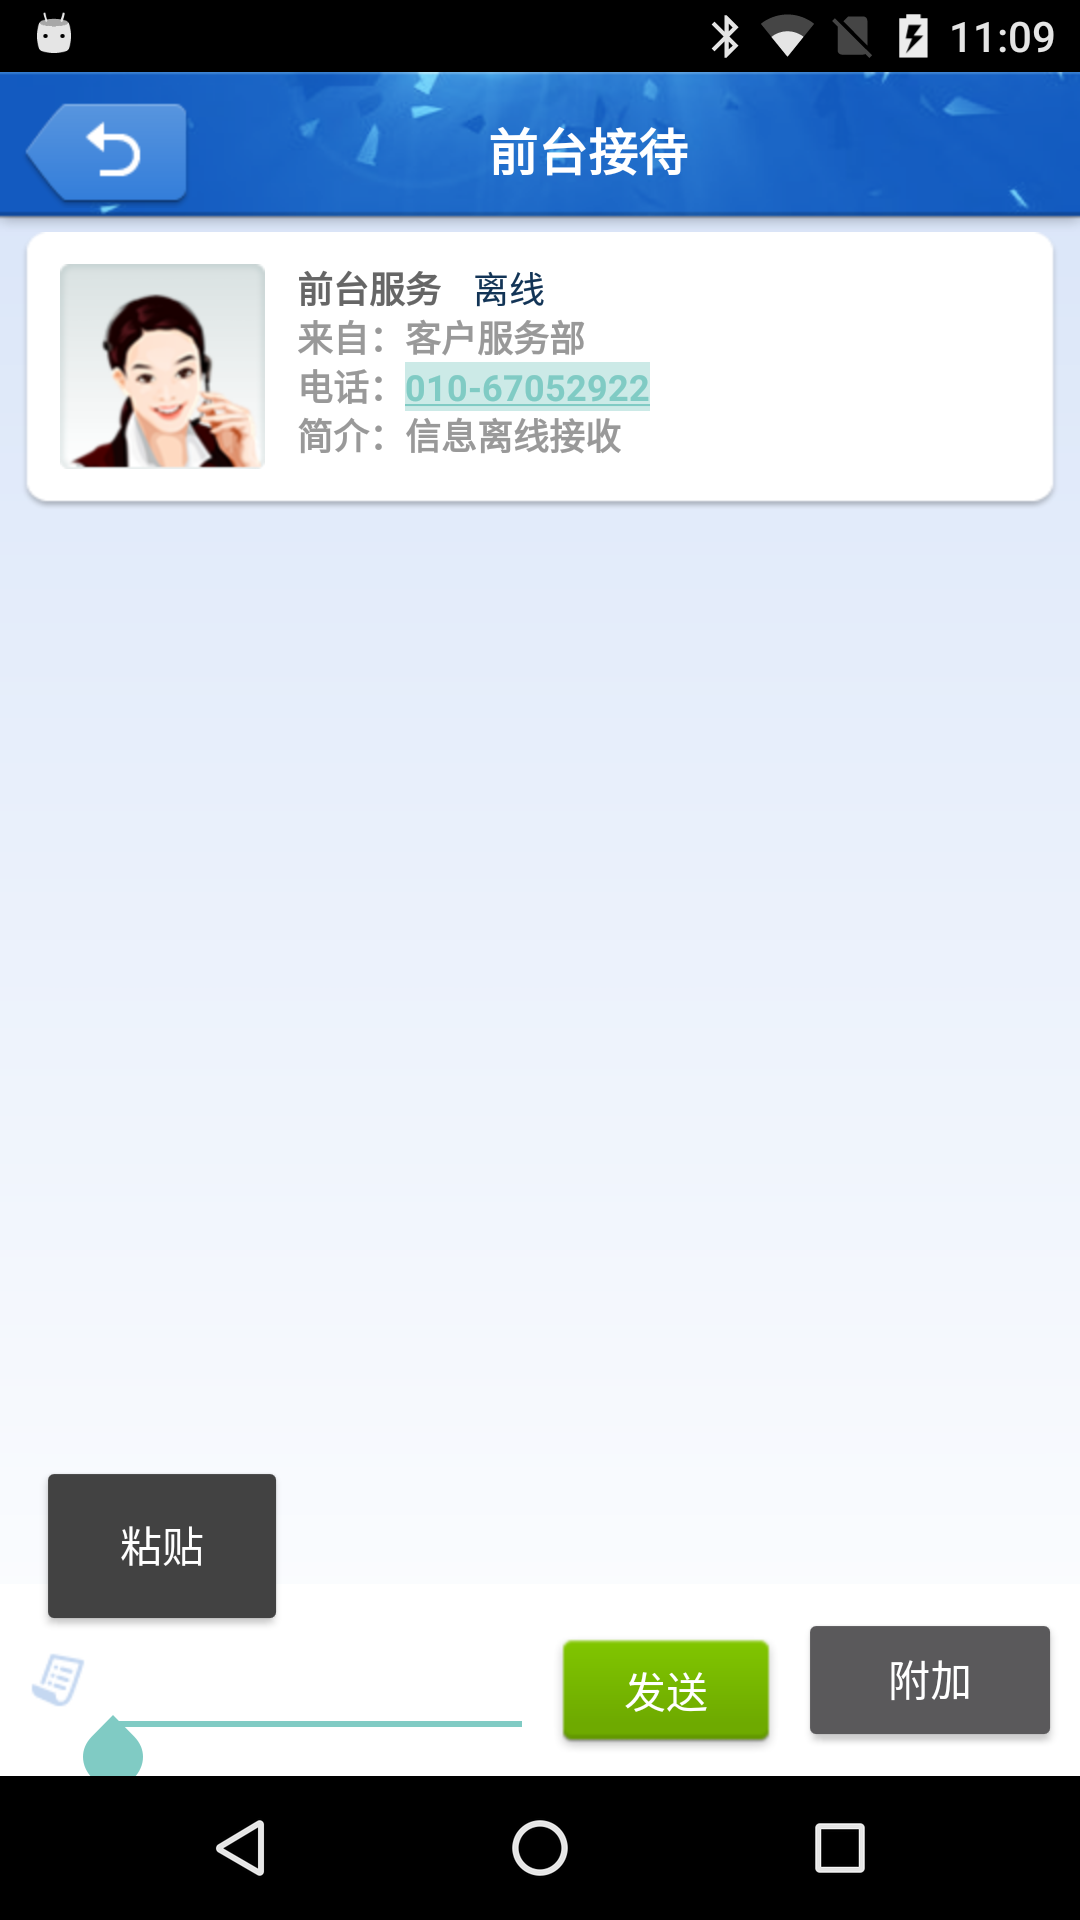 11:09
前台接待
前台服务 离线
来自：客户服务部
电话：010-67052922
简介：信息离线接收
粘贴
发送
附加